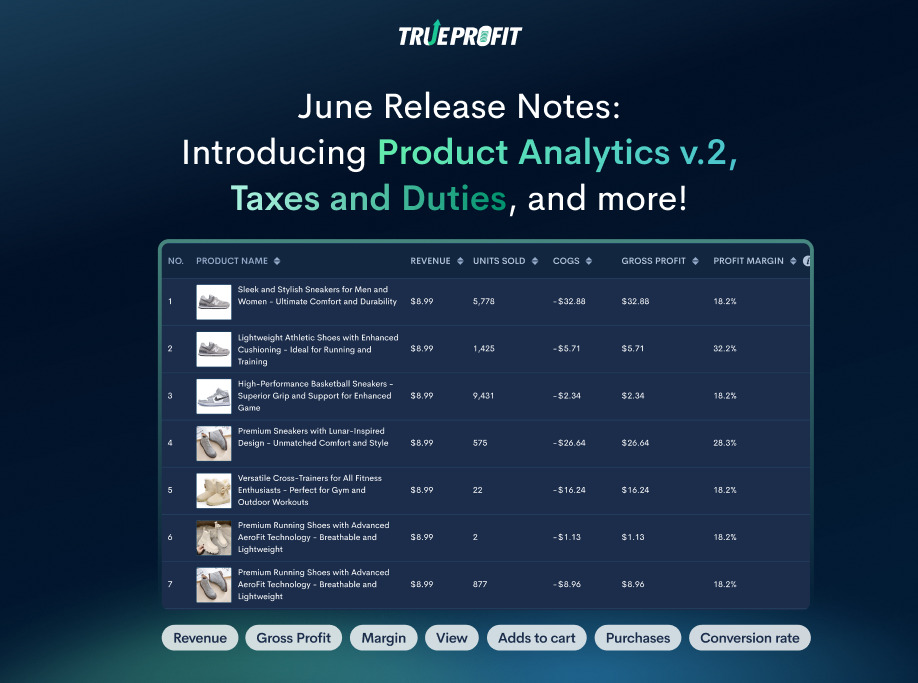 TRUEPROFIT
June Release Notes:
Introducing Product Analytics v.2,
Taxes and Duties, and more!
NO. PRODUCT NAME REVENUE UNITS SOLD COGS GROSS PROFIT PROFIT MARGIN i
Sleek and Stylish Sneakers for Men and
1 Women - Ultimate Comfort and Durability $8.99 5,778 -$32.88 $32.88 18.2%
Lightweight Athletic Shoes with Enhanced
2 Cushioning - Ideal for Running and $8.99 1,425 -$5.71 $5.71 32.2%
Training
High-Performance Basketball Sneakers -
3 Superior Grip and Support for Enhanced $8.99 9,431 -$2.34 $2.34 18.2%
Game
Premium Sneakers with Lunar-Inspired
4 Design - Unmatched Comfort and Style $8.99 575 -$26.64 $26.64 28.3%
Versatile Cross-Trainers for All Fitness
5 Enthusiasts - Perfect for Gym and $8.99 22 -$16.24 $16.24 18.2%
Outdoor Workouts
Premium Running Shoes with Advanced
6 AeroFit Technology - Breathable and $8.99 2 -$1.13 $1.13 18.2%
Lightweight
Premium Running Shoes with Advanced
7 AeroFit Technology - Breathable and $8.99 877 -$8.96 $8.96 18.2%
Lightweight
Revenue Gross Profit Margin View Adds to cart Purchases Conversion rate